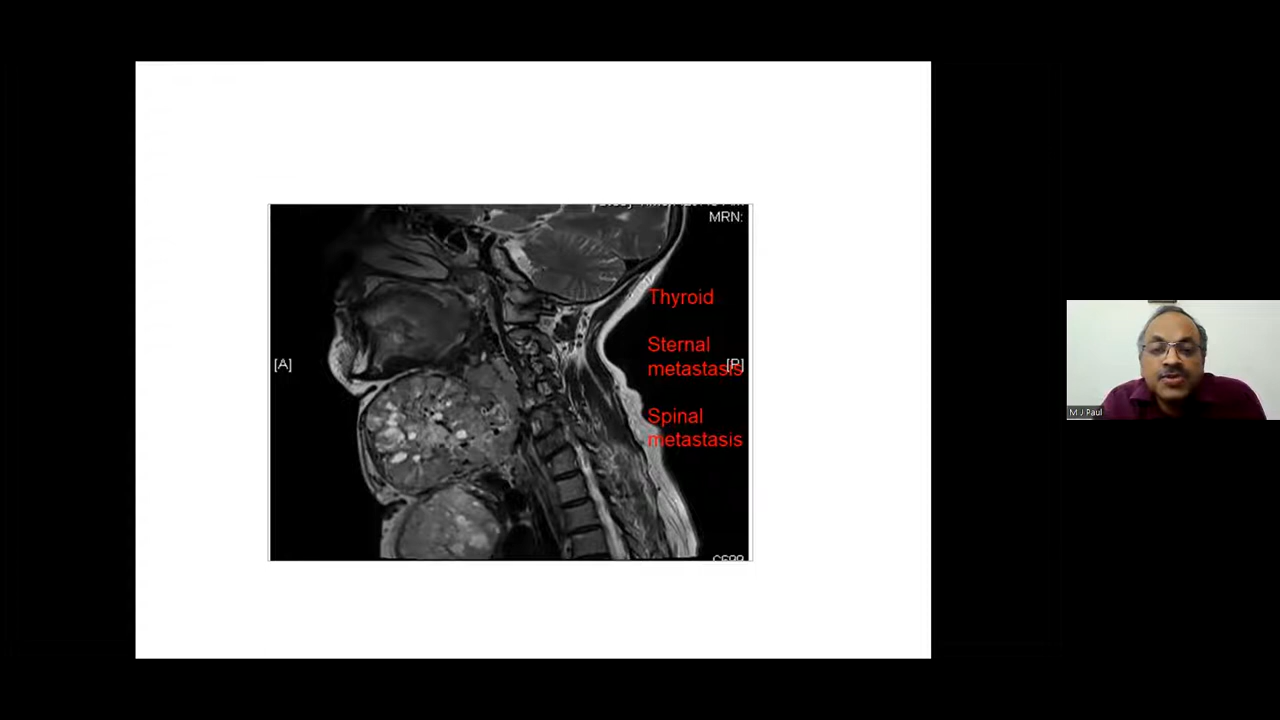 MRN:
Thyroid
Sternal
[A]
metastasis
[P]
Spinal
metastasis
M J Paul